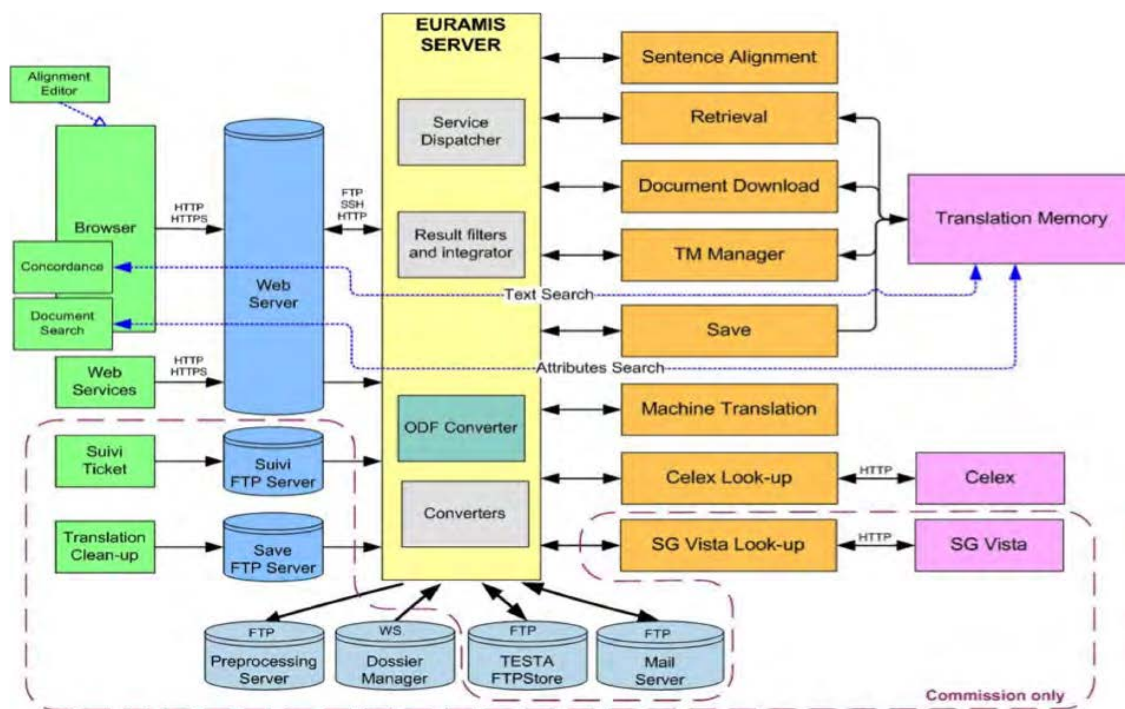 EURAMIS
SERVER
Sentence Alignment
Alignment
Editor
Service
Dispatcher
Retrieval
Document Download
Translation Memory
HTTP
HTTPS
FTP
SSH
HTTP
Browser
Result filters
and integrator
TM Manager
Concordance
Web
Server
Text Search
Document
Search
Save
Web
Services
HTTP
HTTPS
Attributes Search
ODF Converter
Machine Translation
Suivi
Ticket
Suivi
FTP Server
Celex Look-up
HTTP
Celex
Converters
Translation
Clean-up
Save
FTP Server
SG Vista Look-up
HTTP
SG Vista
FTP
Preprocessing
Server
WS
Dossier
Manager
FTP
TESTA
FTPStore
FTP
Mail
Server
Commission only